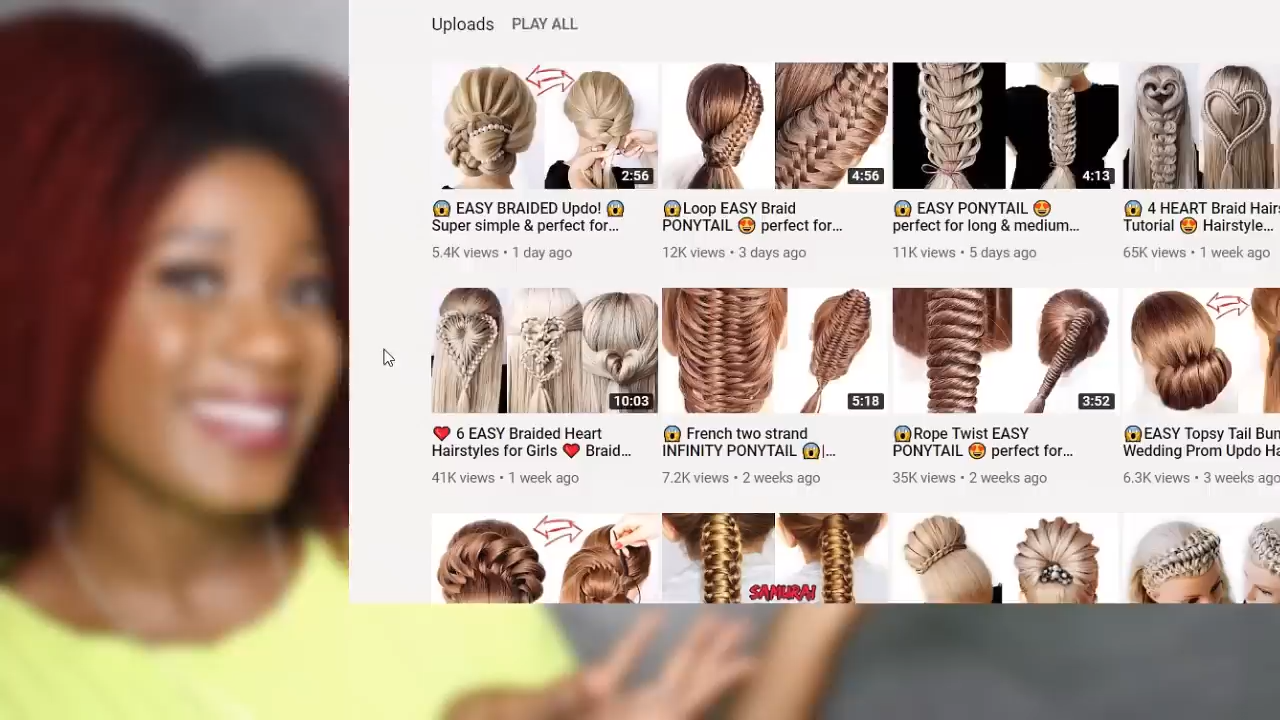 Uploads PLAY ALL
2:56
4:56
4:13
😱 EASY BRAIDED Updo! 😱
Super simple & perfect for...
5.4K views • 1 day ago
😱Loop EASY Braid
PONYTAIL 😍 perfect for...
12K views • 3 days ago
😱 EASY PONYTAIL 😍
perfect for long & medium...
11K views • 5 days ago
😱 4 HEART Braid Hairs
Tutorial 🤩 Hairstyle...
65K views • 1 week ago
10:03
5:18
3:52
❤️ 6 EASY Braided Heart
Hairstyles for Girls ❤️ Braid...
41K views • 1 week ago
😱 French two strand
INFINITY PONYTAIL 😱|...
7.2K views • 2 weeks ago
😱Rope Twist EASY
PONYTAIL 😍 perfect for...
35K views • 2 weeks ago
😱EASY Topsy Tail Bun
Wedding Prom Updo Ha
6.3K views • 3 weeks ago
SAMURAI